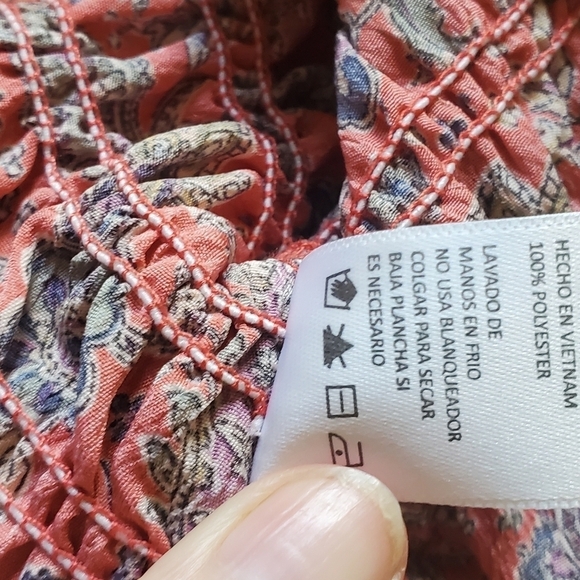 HECHO EN VIETNAM
100% POLYESTER
LAVADO DE
MANOS EN FRIO
NO USA BLANQUEADOR
COLGAR PARA SECAR
BAJA PLANCHA SI
ES NECESARIO